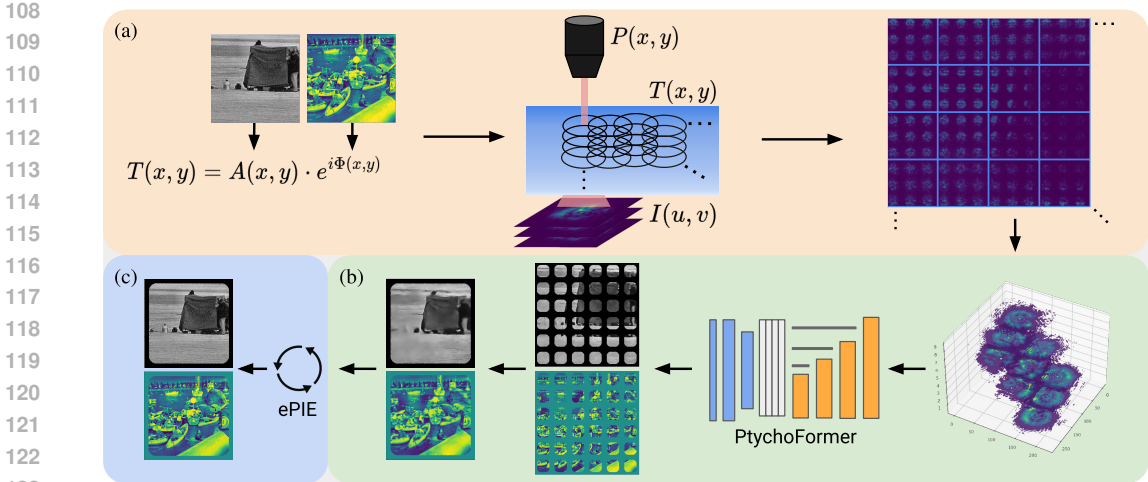 108
109
110
111
112
113
114
115
116
117
118
119
120
121
122
(a)
P(x, y)
T(x, y)
T(x, y) = A(x, y) · e^{iΦ(x,y)}
I(u, v)
(c)
(b)
ePIE
PtychoFormer